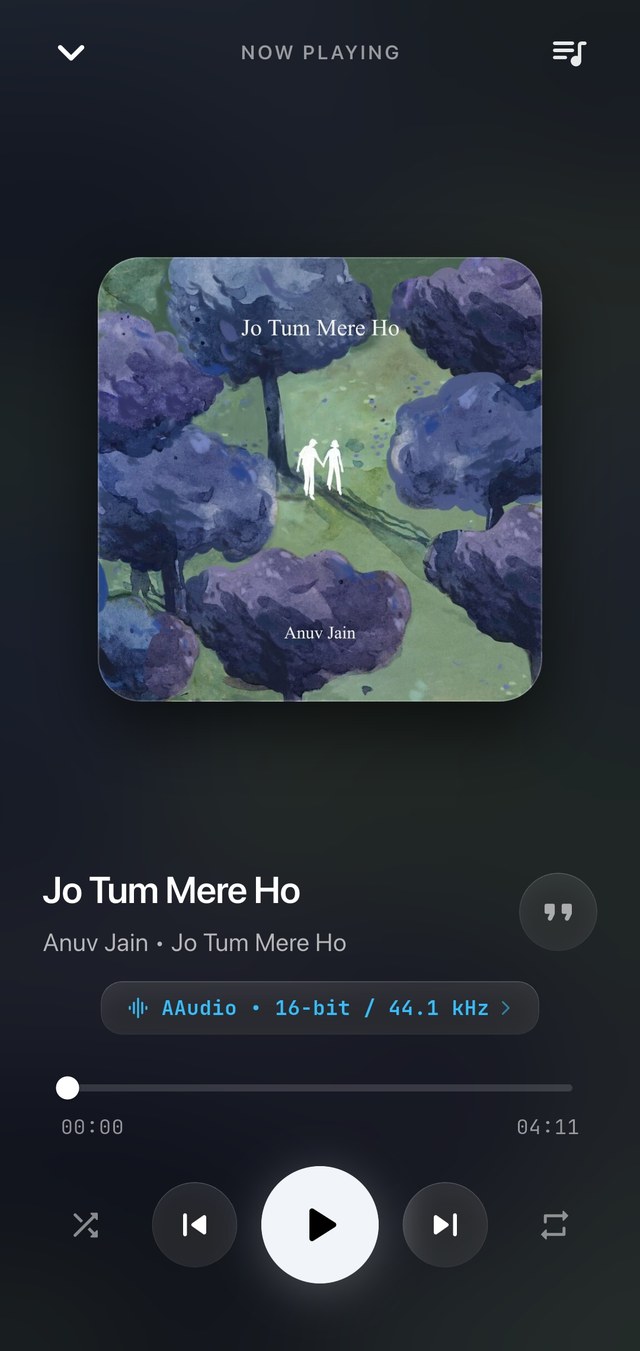 NOW PLAYING
Jo Tum Mere Ho
Anuv Jain
Jo Tum Mere Ho
Anuv Jain • Jo Tum Mere Ho
AAudio • 16-bit / 44.1 kHz
00:00
04:11